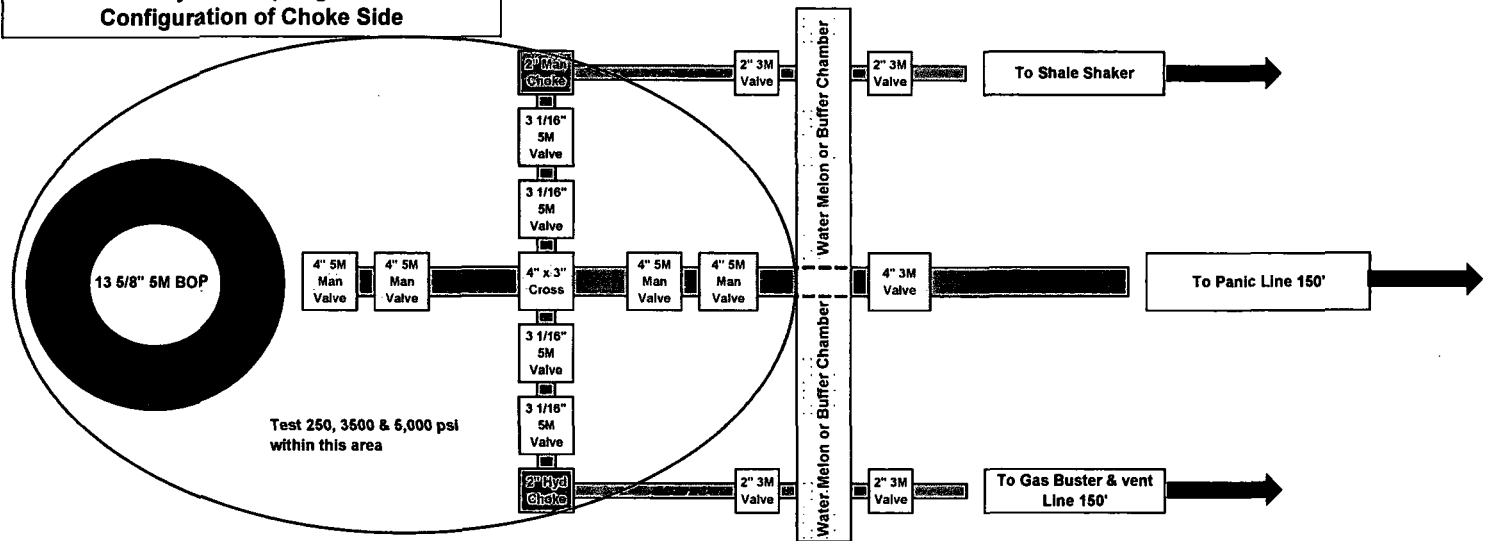 Configuration of Choke Side
2" Man
Choke
2" 3M
Valve
2" 3M
Valve
To Shale Shaker
3 1/16"
5M
Valve
3 1/16"
5M
Valve
Water Melon or Buffer Chamber
13 5/8" 5M BOP
4" 5M
Man
Valve
4" 5M
Man
Valve
4" x 3"
Cross
4" 5M
Man
Valve
4" 5M
Man
Valve
4" 3M
Valve
To Panic Line 150'
3 1/16"
5M
Valve
3 1/16"
5M
Valve
Water Melon or Buffer Chamber
Test 250, 3500 & 5,000 psi
within this area
2" Hyd
Choke
2" 3M
Valve
2" 3M
Valve
To Gas Buster & vent
Line 150'